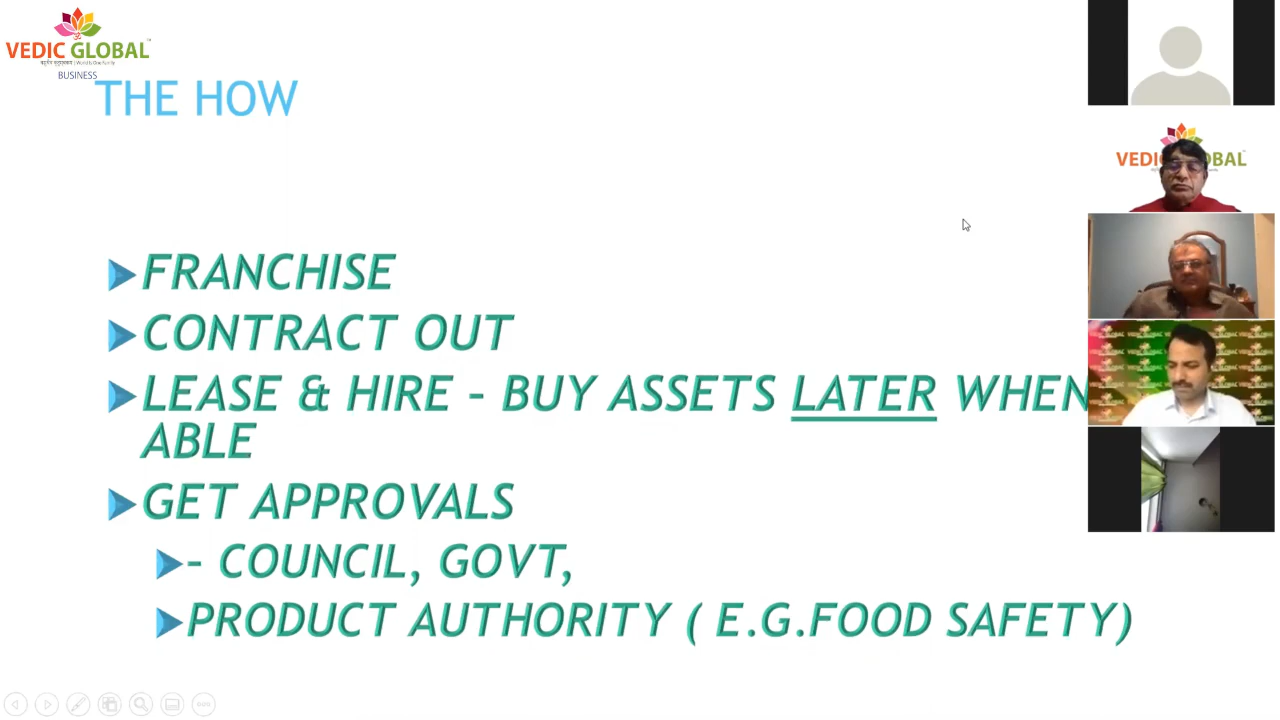 VEDIC GLOBAL
BUSINESS
THE HOW
VEDIC GLOBAL
FRANCHISE
CONTRACT OUT
LEASE & HIRE – BUY ASSETS LATER WHEN
ABLE
GET APPROVALS
– COUNCIL, GOVT,
PRODUCT AUTHORITY ( E.G.FOOD SAFETY)